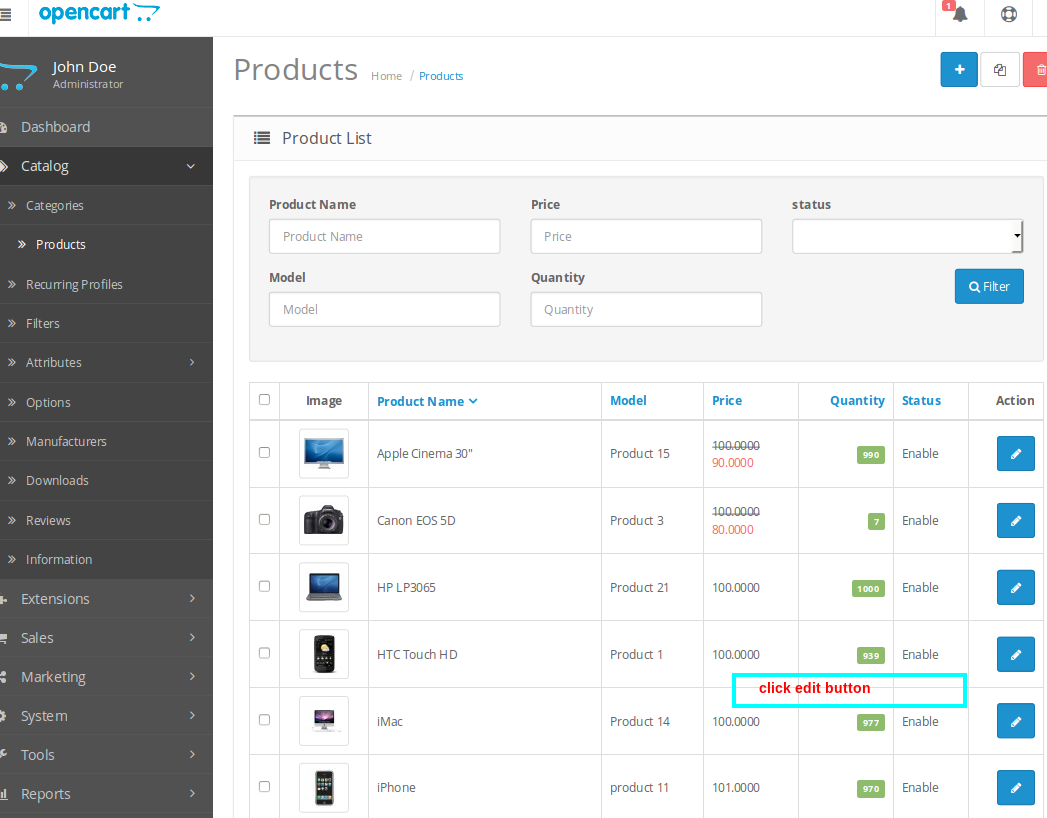 opencart
1
John Doe
Administrator
Dashboard
Catalog
Categories
Products
Recurring Profiles
Filters
Attributes
Options
Manufacturers
Downloads
Reviews
Information
Extensions
Sales
Marketing
System
Tools
Reports
Products Home / Products
Product List
Product Name Price status
Product Name Price
Model Quantity
Model Quantity
Filter
Image Product Name Model Price Quantity Status Action
Apple Cinema 30" Product 15 100.0000 90.0000 990 Enable
Canon EOS 5D Product 3 100.0000 80.0000 7 Enable
HP LP3065 Product 21 100.0000 1000 Enable
HTC Touch HD Product 1 100.0000 939 Enable
click edit button
iMac Product 14 100.0000 977 Enable
iPhone product 11 101.0000 970 Enable